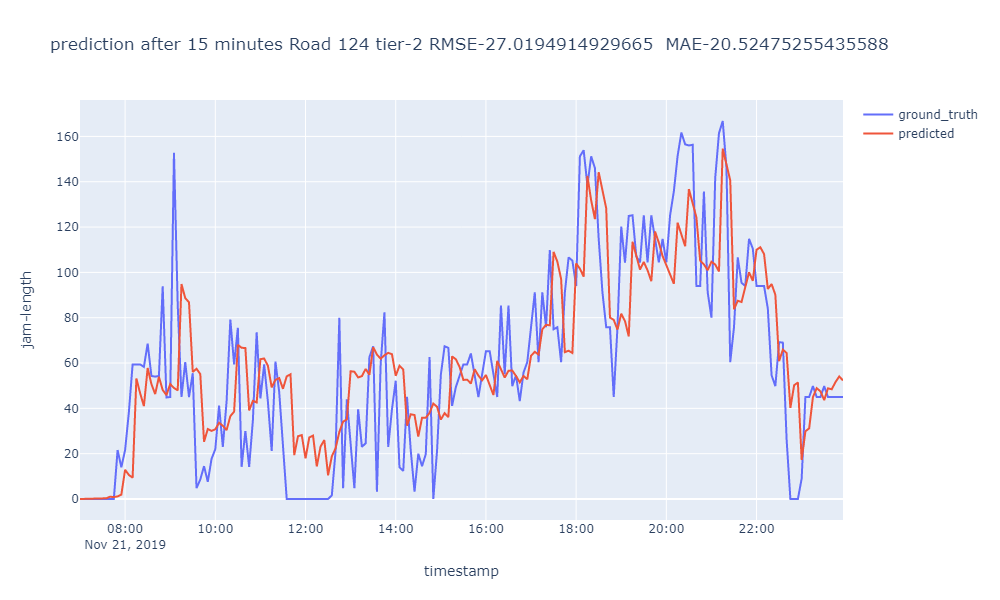 prediction after 15 minutes Road 124 tier-2 RMSE-27.0194914929665  MAE-20.52475255435588
ground_truth
predicted
jam-length
160
140
120
100
80
60
40
20
0
08:00 10:00 12:00 14:00 16:00 18:00 20:00 22:00
Nov 21, 2019
timestamp